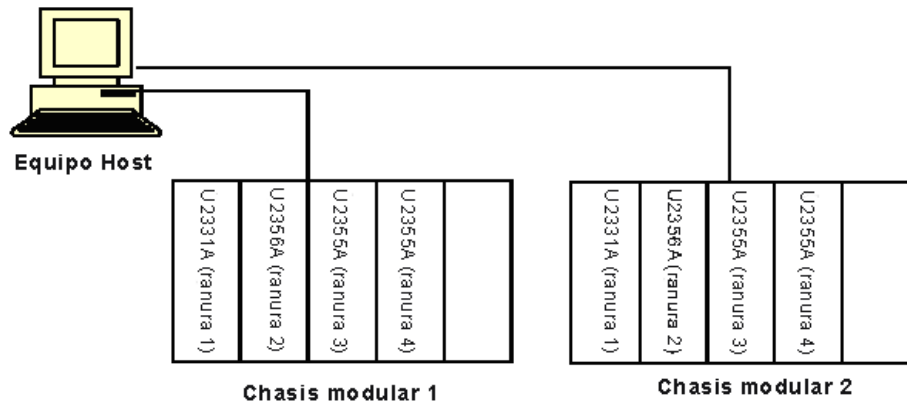 Equipo Host
U2331A (ranura 1)
U2356A (ranura 2)
U2355A (ranura 3)
U2355A (ranura 4)
Chasis modular 1
U2331A (ranura 1)
U2356A (ranura 2)
U2355A (ranura 3)
U2355A (ranura 4)
Chasis modular 2